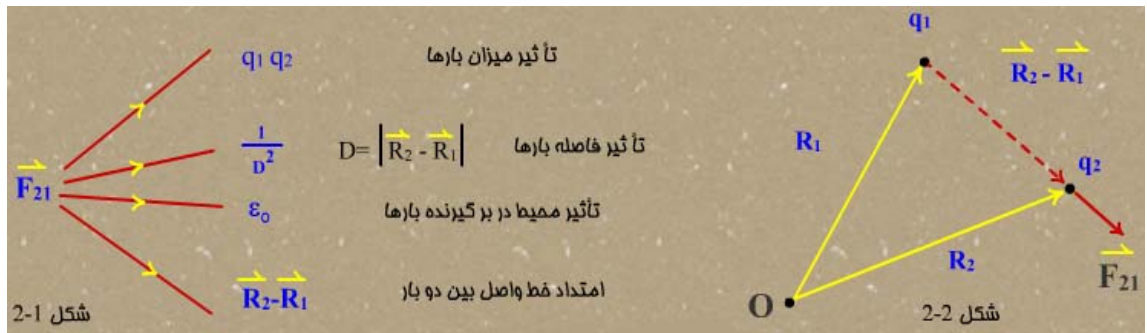 q1 q2 تأثیر میزان بارها
1/D² D= |R2 - R1| تأثیر فاصله بارها
F21
ε0 تأثیر محیط در بر گیرنده بارها
R2-R1 امتداد خط واصل بین دو بار
شکل 2-1
q1
R2 - R1
R1
q2
R2
F21
O
شکل 2-2